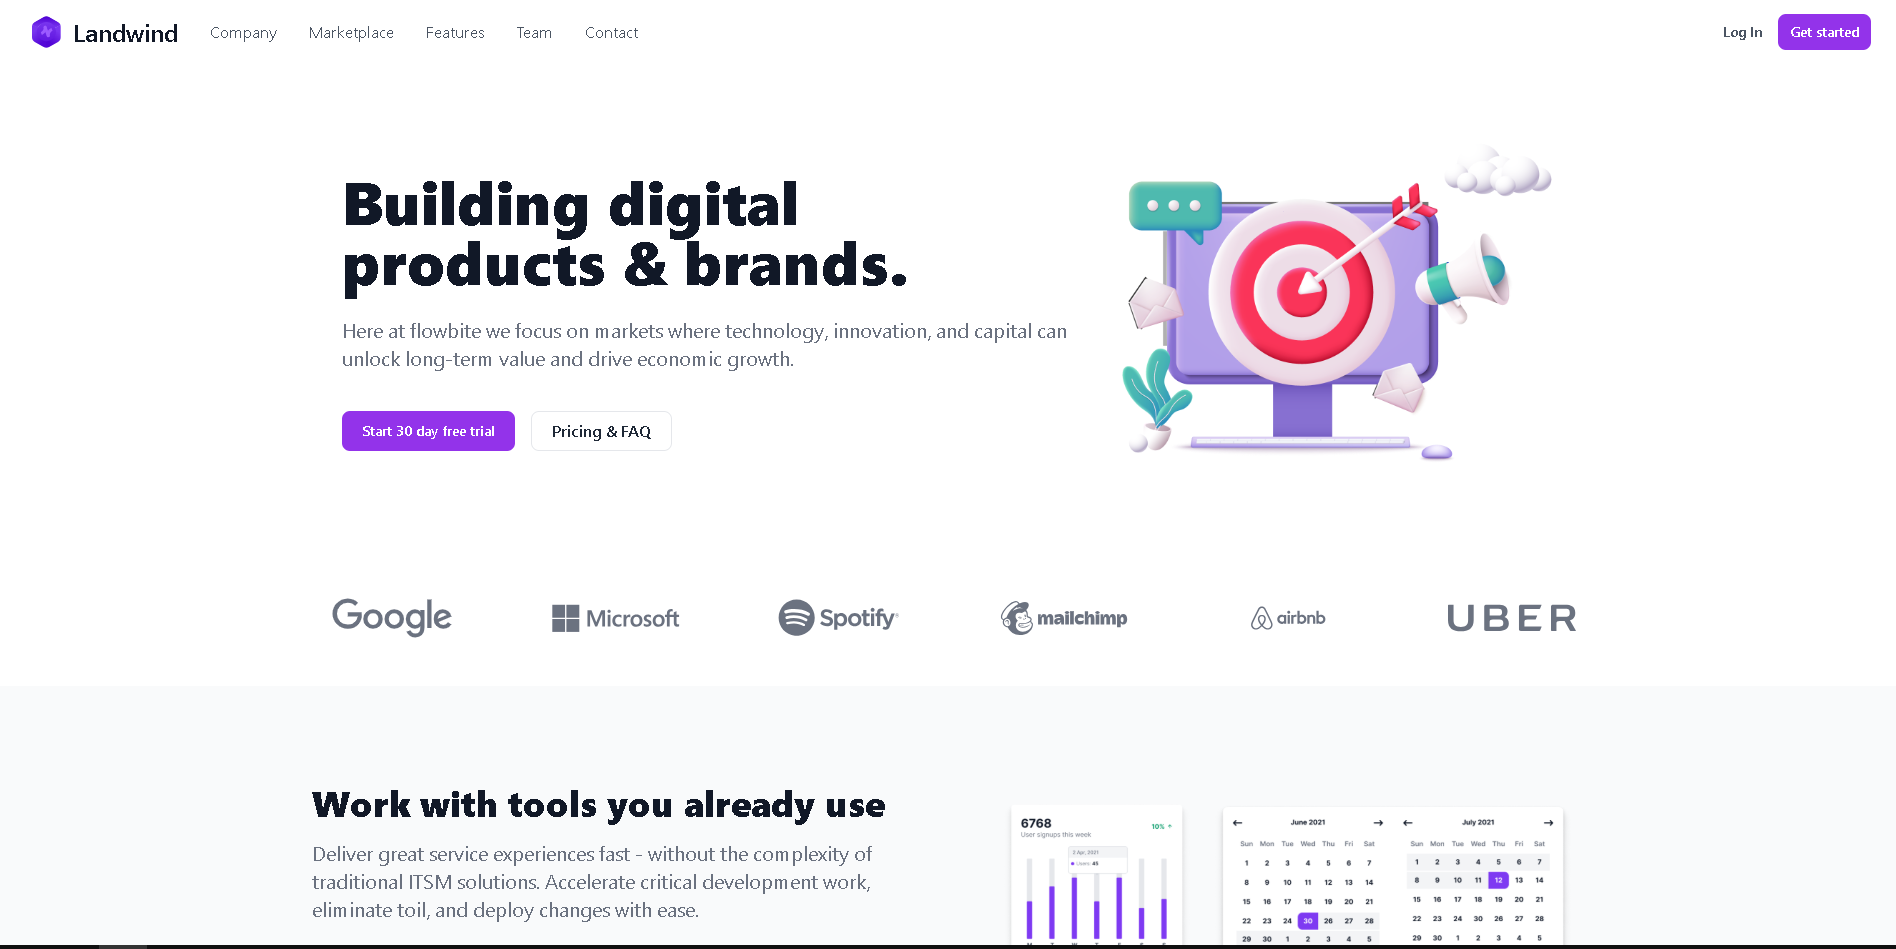 Landwind
Company
Marketplace
Features
Team
Contact
Log In
Get started
Building digital
products & brands.
Here at flowbite we focus on markets where technology, innovation, and capital can
unlock long-term value and drive economic growth.
Start 30 day free trial
Pricing & FAQ
Google
Microsoft
Spotify
mailchimp
airbnb
UBER
Work with tools you already use
Deliver great service experiences fast - without the complexity of
traditional ITSM solutions. Accelerate critical development work,
eliminate toil, and deploy changes with ease.
6768
User signups this week
10%
2 Apr, 2021
Users: 45
June 2021
Sun Mon Tue Wed Thu Fri Sat
1 2 3 4 5 6 7
8 9 10 11 12 13 14
15 16 17 18 19 20 21
22 23 24 30 26 27 28
29 30 1 2 3 4 5
July 2021
Sun Mon Tue Wed Thu Fri Sat
1 2 3 4 5 6 7
8 9 10 11 12 13 14
15 16 17 18 19 20 21
22 23 24 25 26 27 28
29 30 1 2 3 4 5